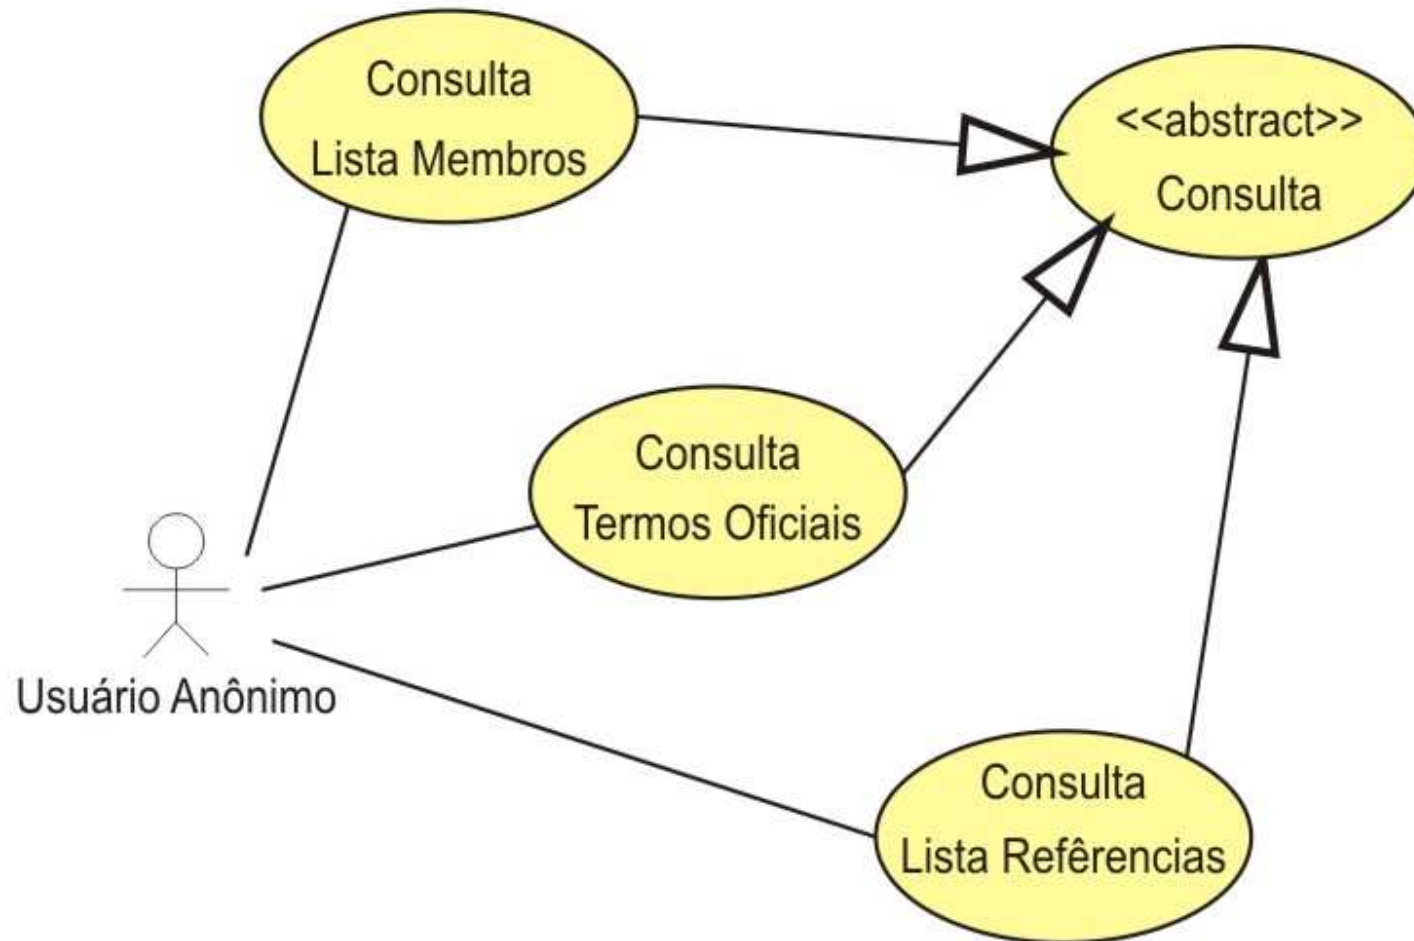 Consulta
Lista Membros
<<abstract>>
Consulta
Consulta
Termos Oficiais
Usuário Anônimo
Consulta
Lista Refêrencias